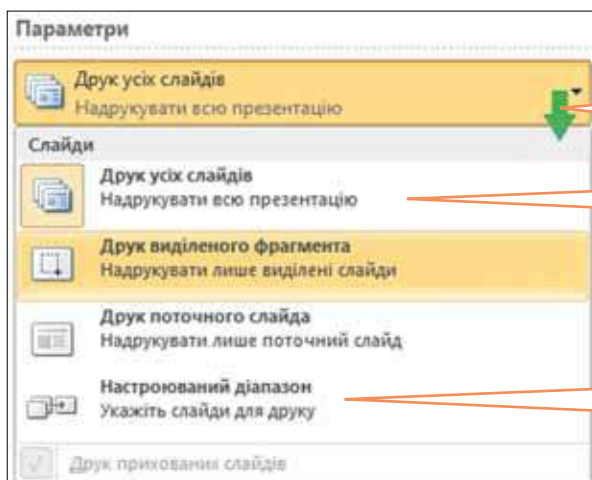 Параметри
Друк усіх слайдів
Надрукувати всю презентацію
Слайди
Друк усіх слайдів
Надрукувати всю презентацію
Друк виділеного фрагмента
Надрукувати лише виділені слайди
Друк поточного слайда
Надрукувати лише поточний слайд
Настроюваний діапазон
Укажіть слайди для друку
Друк прихованих слайдів